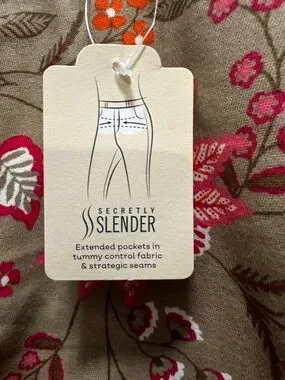 SECRETLY
SLENDER
Extended pockets in
tummy control fabric
& strategic seams